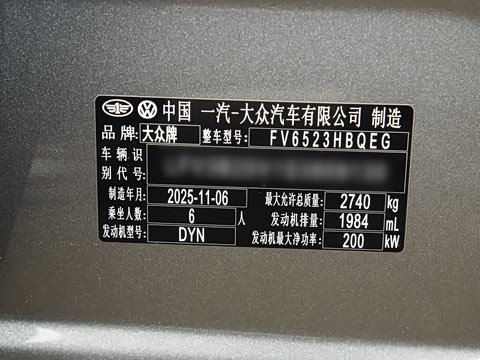 中国 一汽-大众汽车有限公司 制造
品牌:大众牌 整车型号: FV6523HBQEG
车辆识
别代号:
制造年月: 2025-11-06 最大允许总质量: 2740 kg
乘坐人数: 6 人 发动机排量: 1984 mL
发动机型号: DYN 发动机最大净功率: 200 kW